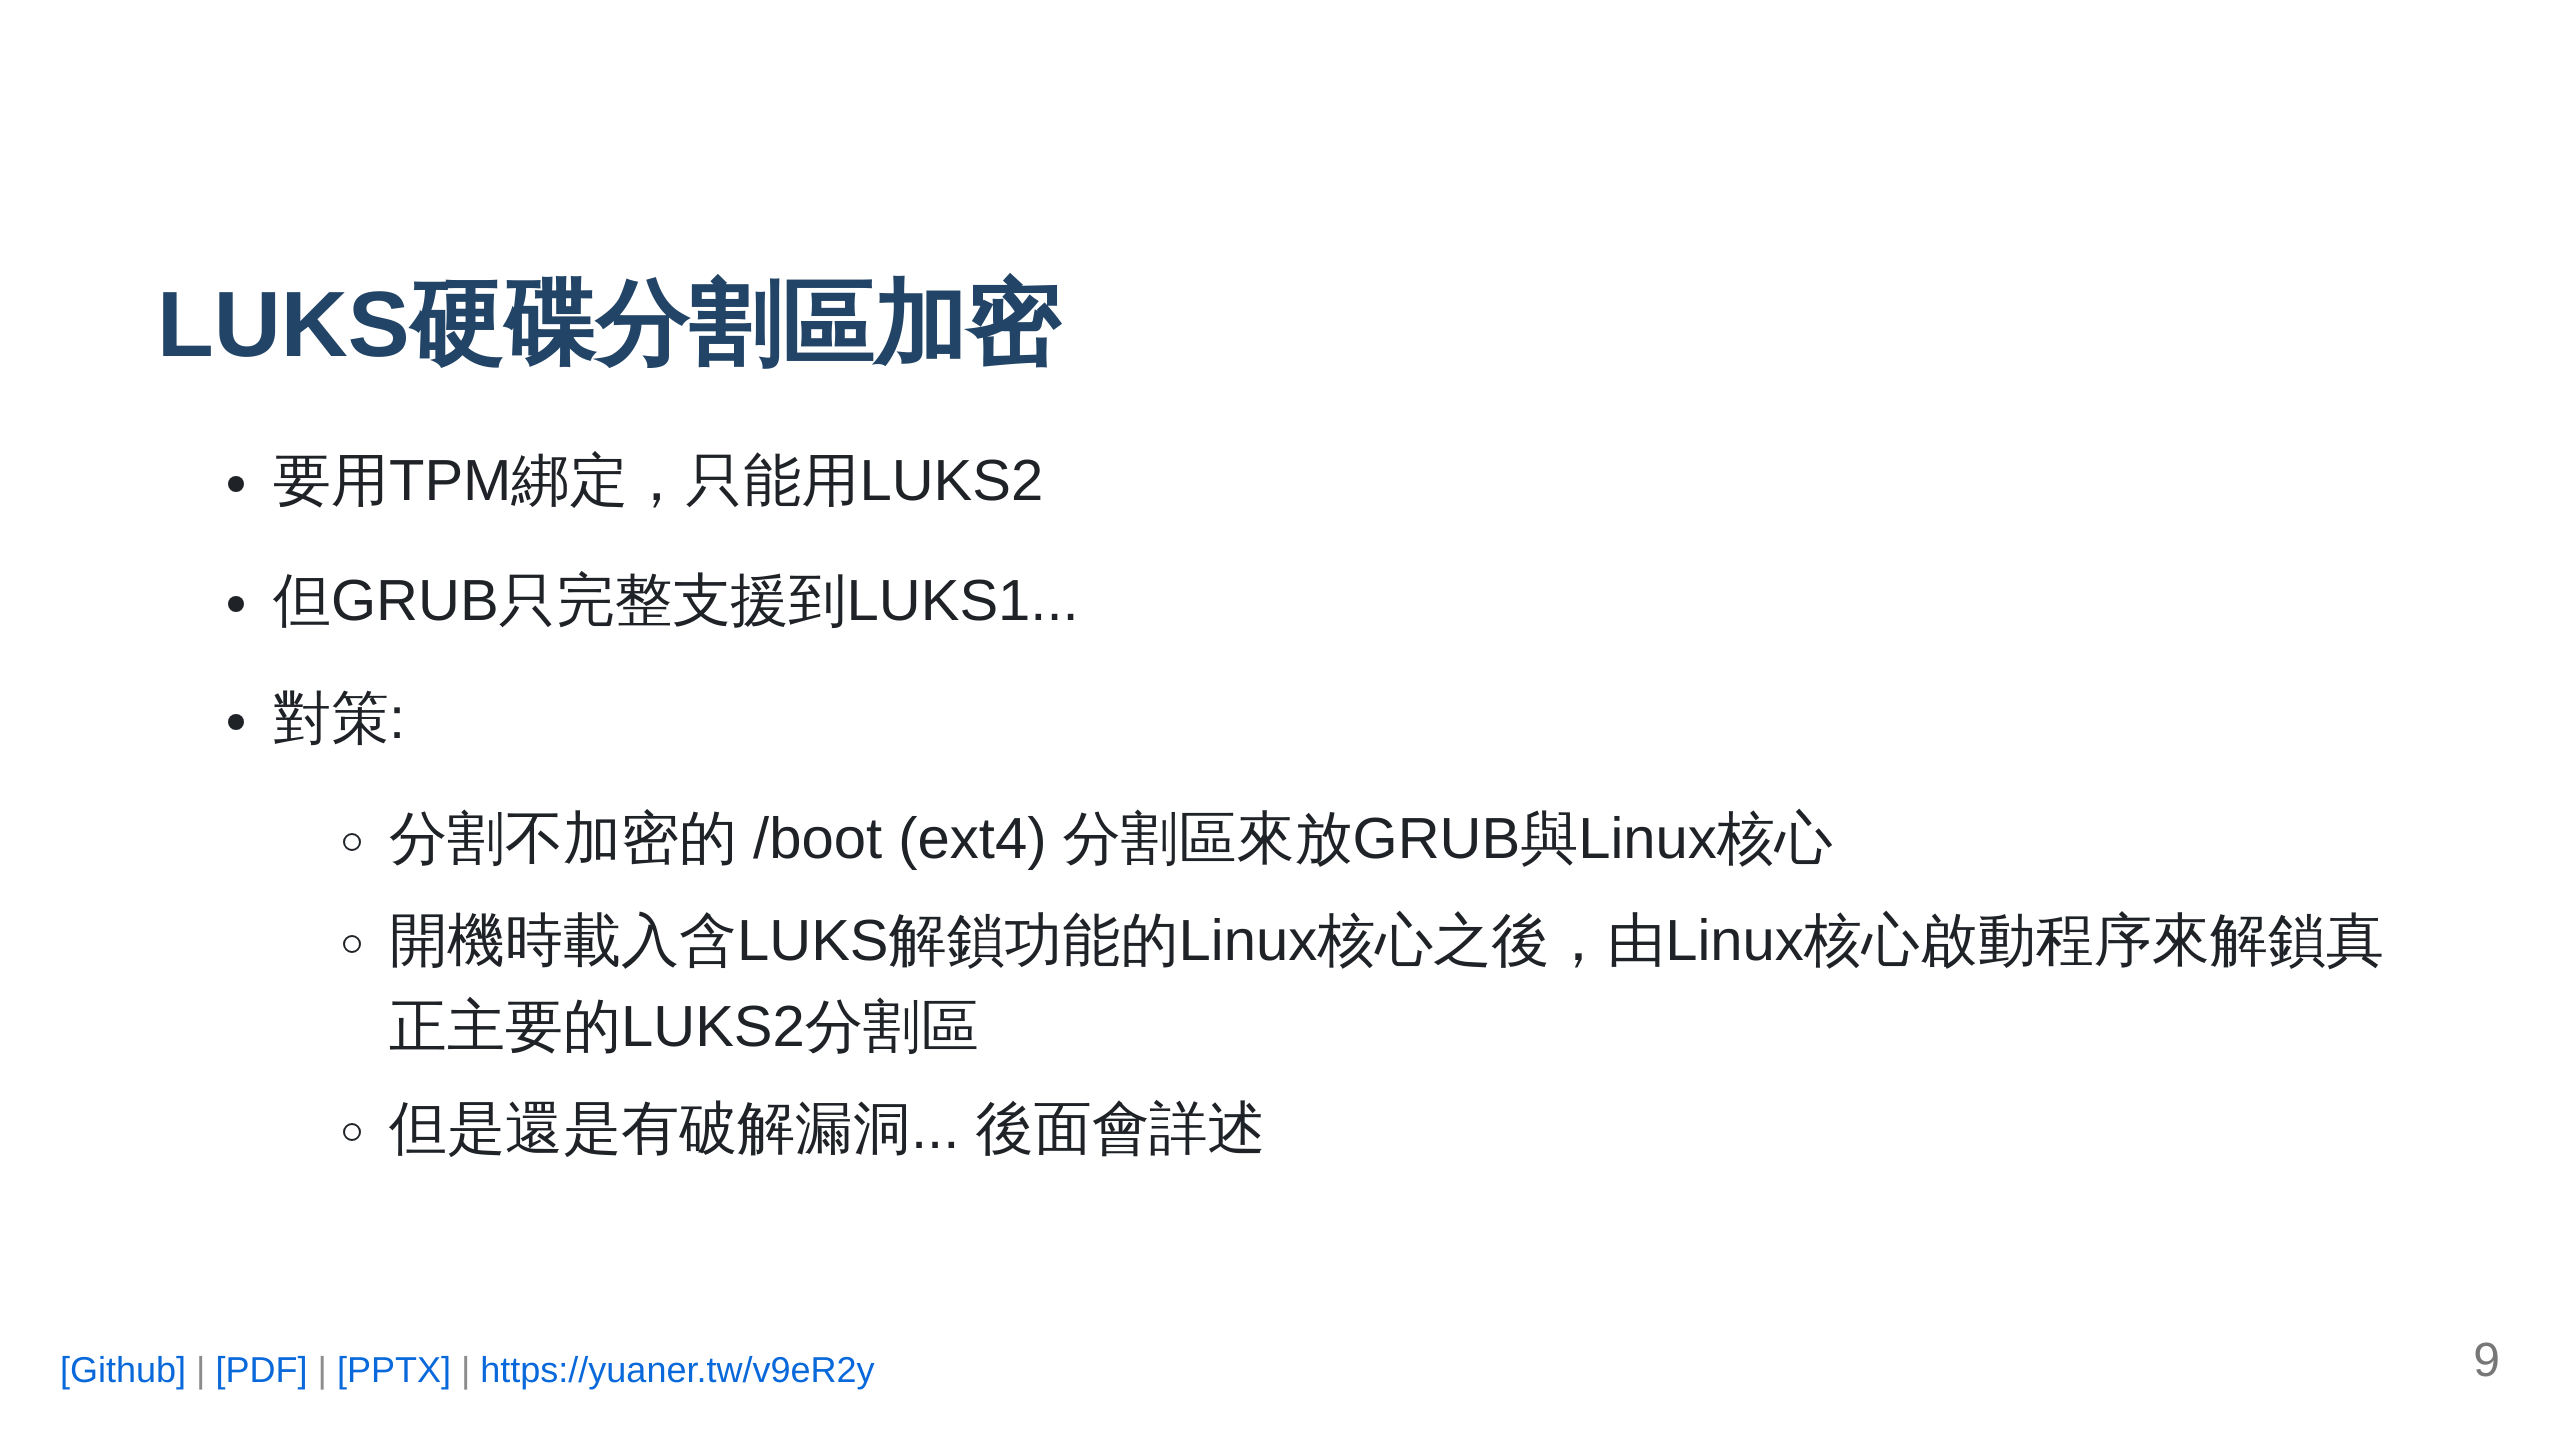 LUKS硬碟分割區加密
• 要用TPM綁定，只能用LUKS2
• 但GRUB只完整支援到LUKS1...
• 對策:
◦ 分割不加密的 /boot (ext4) 分割區來放GRUB與Linux核心
◦ 開機時載入含LUKS解鎖功能的Linux核心之後，由Linux核心啟動程序來解鎖真
正主要的LUKS2分割區
◦ 但是還是有破解漏洞... 後面會詳述
[Github] | [PDF] | [PPTX] | https://yuaner.tw/v9eR2y
9